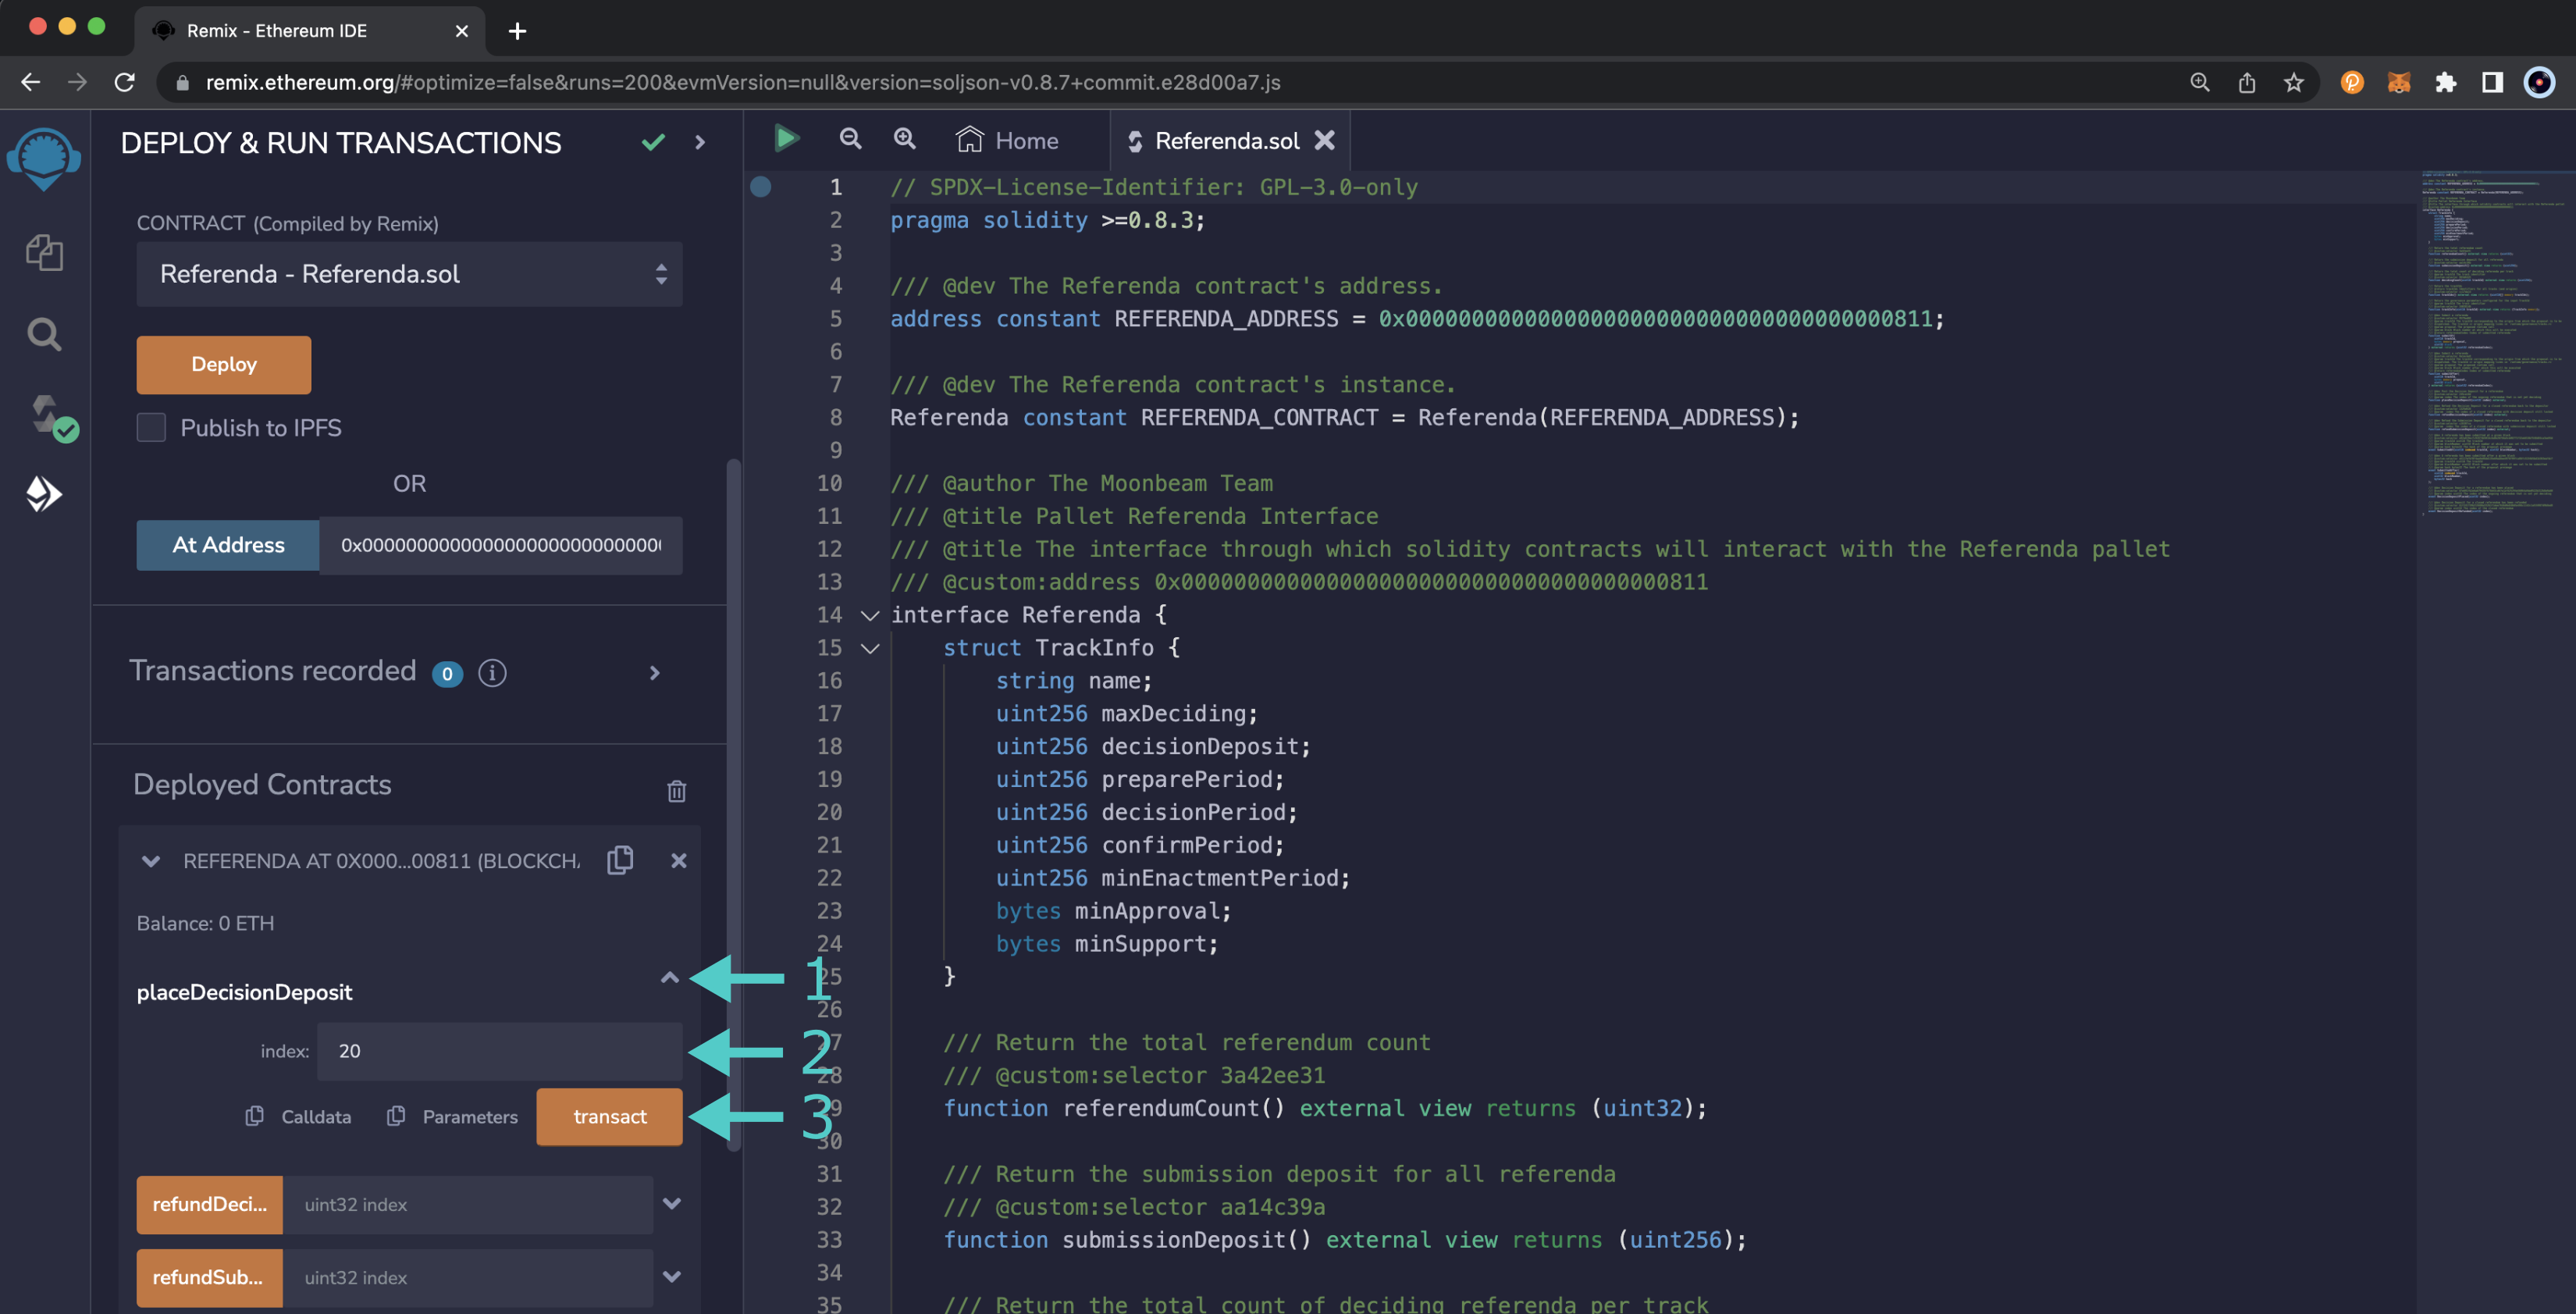 Remix - Ethereum IDE
remix.ethereum.org/#optimize=false&runs=200&evmVersion=null&version=soljson-v0.8.7+commit.e28d00a7.js
DEPLOY & RUN TRANSACTIONS
CONTRACT (Compiled by Remix)
Referenda - Referenda.sol
Deploy
Publish to IPFS
OR
At Address 0x000000000000000000000000000(
Transactions recorded 0 i
Deployed Contracts
REFERENDA AT 0X000...00811 (BLOCKCHA
Balance: 0 ETH
placeDecisionDeposit
1
index: 20
2
Calldata Parameters transact
3
refundDeci... uint32 index
refundSub... uint32 index
Home Referenda.sol
1 // SPDX-License-Identifier: GPL-3.0-only
2 pragma solidity >=0.8.3;
3
4 /// @dev The Referenda contract's address.
5 address constant REFERENDA_ADDRESS = 0x0000000000000000000000000000000000000811;
6
7 /// @dev The Referenda contract's instance.
8 Referenda constant REFERENDA_CONTRACT = Referenda(REFERENDA_ADDRESS);
9
10 /// @author The Moonbeam Team
11 /// @title Pallet Referenda Interface
12 /// @title The interface through which solidity contracts will interact with the Referenda pallet
13 /// @custom:address 0x0000000000000000000000000000000000000811
14 interface Referenda {
15 struct TrackInfo {
16 string name;
17 uint256 maxDeciding;
18 uint256 decisionDeposit;
19 uint256 preparePeriod;
20 uint256 decisionPeriod;
21 uint256 confirmPeriod;
22 uint256 minEnactmentPeriod;
23 bytes minApproval;
24 bytes minSupport;
25 }
26
27 /// Return the total referendum count
28 /// @custom:selector 3a42ee31
29 function referendumCount() external view returns (uint32);
30
31 /// Return the submission deposit for all referenda
32 /// @custom:selector aa14c39a
33 function submissionDeposit() external view returns (uint256);
34
35 /// Return the total count of deciding referenda per track